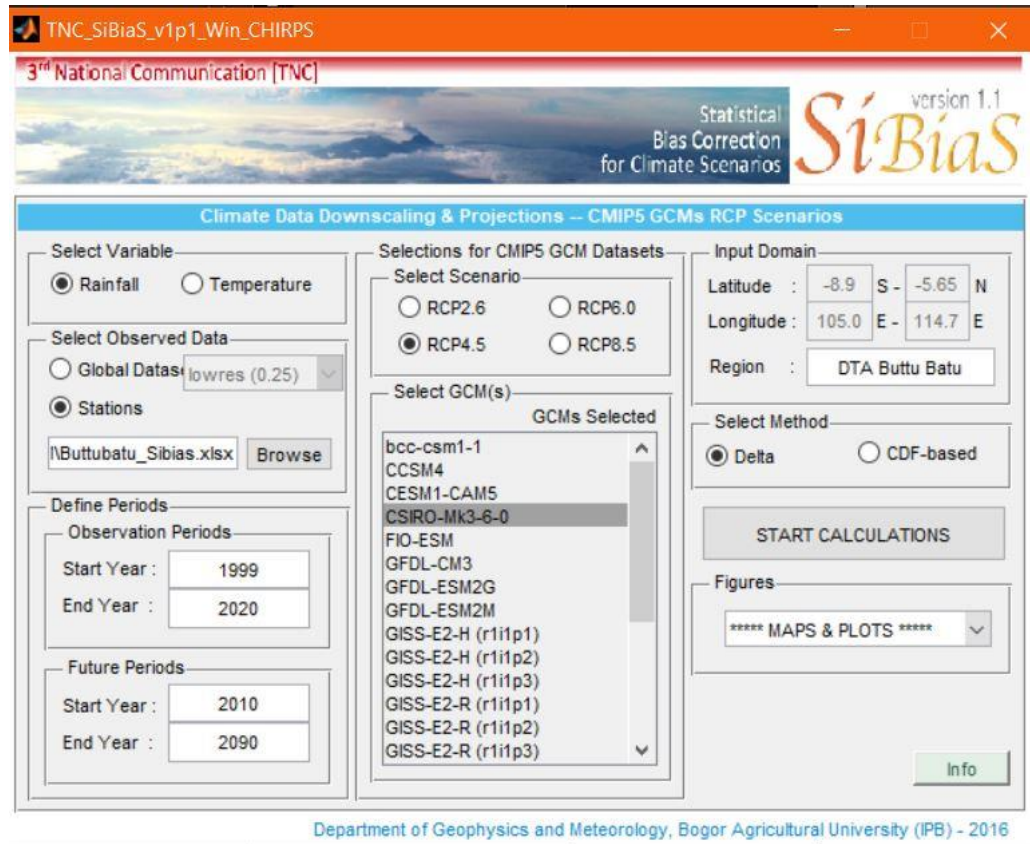 TNC_SiBiaS_v1p1_Win_CHIRPS
3rd National Communication [TNC]
Statistical
Bias Correction
for Climate Scenarios
SiBiaS
version 1.1
Climate Data Downscaling & Projections -- CMIP5 GCMs RCP Scenarios
Select Variable
Rainfall Temperature
Select Observed Data
Global Datase lowres (0.25)
Stations
\Buttubatu_Sibias.xlsx Browse
Define Periods
Observation Periods
Start Year : 1999
End Year : 2020
Future Periods
Start Year : 2010
End Year : 2090
Selections for CMIP5 GCM Datasets
Select Scenario
RCP2.6 RCP6.0
RCP4.5 RCP8.5
Select GCM(s)
GCMs Selected
bcc-csm1-1
CCSM4
CESM1-CAM5
CSIRO-Mk3-6-0
FIO-ESM
GFDL-CM3
GFDL-ESM2G
GFDL-ESM2M
GISS-E2-H (r1i1p1)
GISS-E2-H (r1i1p2)
GISS-E2-H (r1i1p3)
GISS-E2-R (r1i1p1)
GISS-E2-R (r1i1p2)
GISS-E2-R (r1i1p3)
Input Domain
Latitude : -8.9 S - -5.65 N
Longitude : 105.0 E - 114.7 E
Region : DTA Buttu Batu
Select Method
Delta CDF-based
START CALCULATIONS
Figures
***** MAPS & PLOTS *****
Info
Department of Geophysics and Meteorology, Bogor Agricultural University (IPB) - 2016